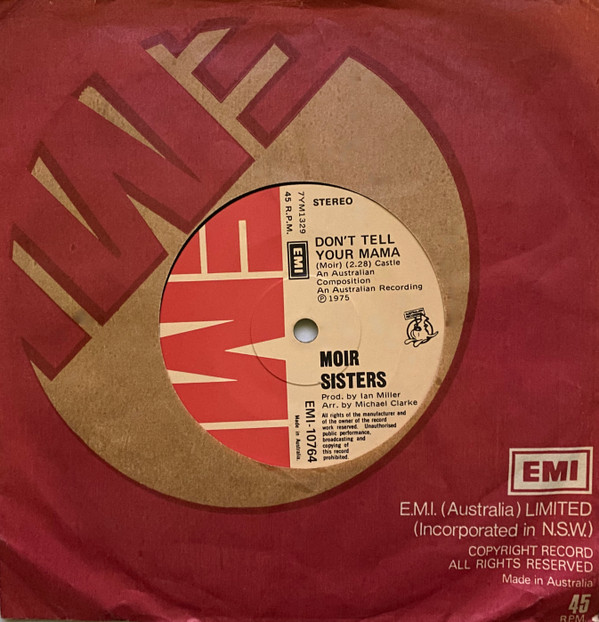 EMI
EMI
7YM1329
45 R.P.M.
STEREO
EMI
DON'T TELL
YOUR MAMA
(Moir) (2.28) Castle
An Australian
Composition
An Australian Recording
Ⓟ1975
MOIR
SISTERS
Prod. by Ian Miller
Arr. by Michael Clarke
EMI-10764
Made in Australia.
All rights of the manufacturer and
of the owner of the record
work reserved. Unauthorised
public performance,
broadcasting and
copying of
this record
prohibited.
EMI
E.M.I. (Australia) LIMITED
(Incorporated in N.S.W.)
COPYRIGHT RECORD
ALL RIGHTS RESERVED
Made in Australia
45
RPM